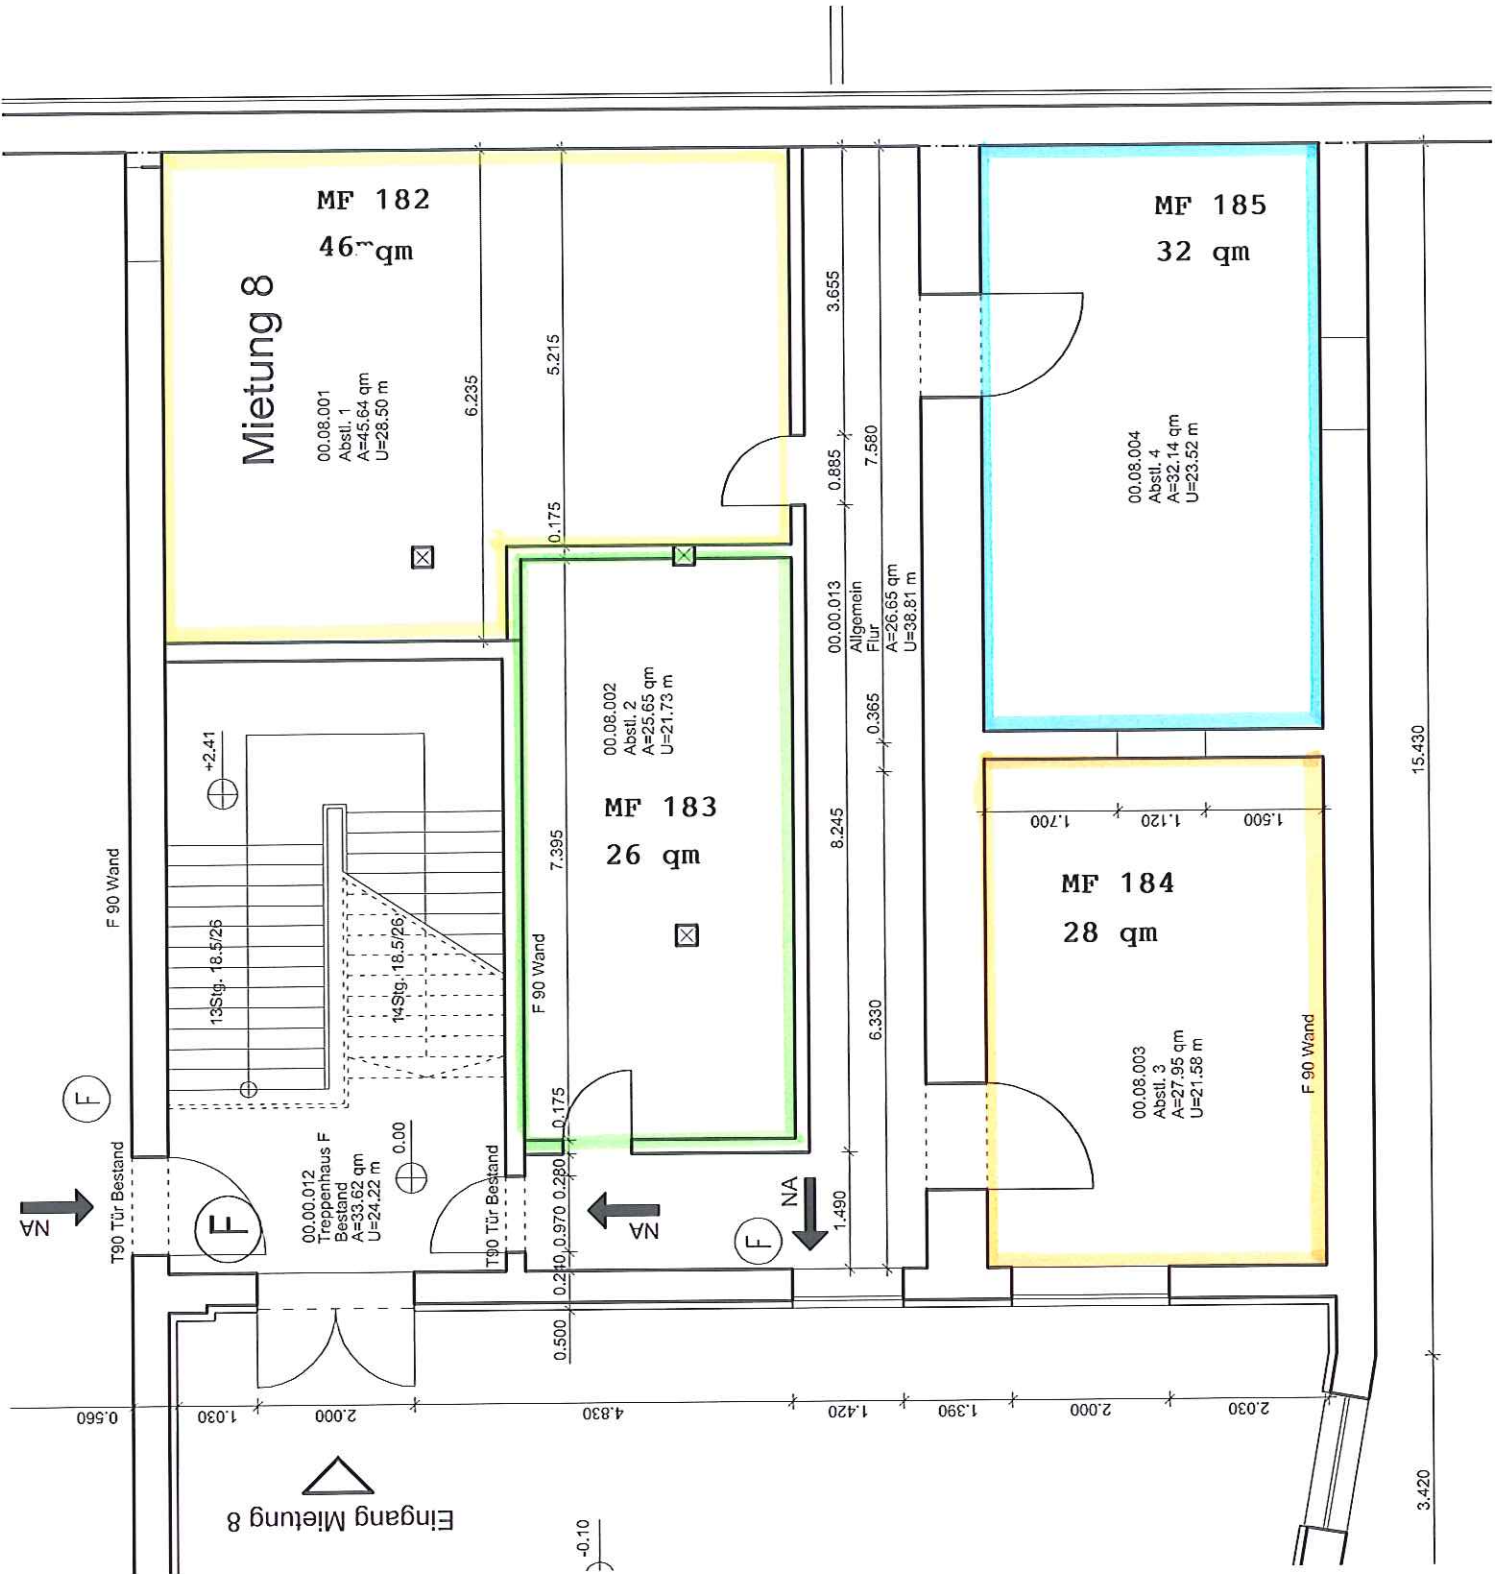 MF 182
46 qm
Mietung 8
00.08.001
Abstl. 1
A=45.64 qm
U=28.50 m
6.235
5.215
0.175
3.655
0.885
7.580
MF 185
32 qm
00.08.004
Abstl. 4
A=32.14 qm
U=23.52 m
00.00.013
Allgemein
Flur
A=26.65 qm
U=38.81 m
0.365
8.245
6.330
1.490
15.430
3.420
00.08.002
Abstl. 2
A=25.65 qm
U=21.73 m
MF 183
26 qm
7.395
F 90 Wand
0.175
0.280
0.970
0.240
0.500
1.700
1.120
1.500
MF 184
28 qm
00.08.003
Abstl. 3
A=27.95 qm
U=21.58 m
F 90 Wand
+2.41
F 90 Wand
13Stg. 18.5/26
14Stg. 18.5/26
F
T90 Tür Bestand
NA
F
00.00.012
Treppenhaus F
Bestand
A=33.62 qm
U=24.22 m
0.00
T90 Tür Bestand
NA
F
NA
0.560
1.030
2.000
4.830
1.420
1.390
2.000
2.030
Eingang Mietung 8
-0.10